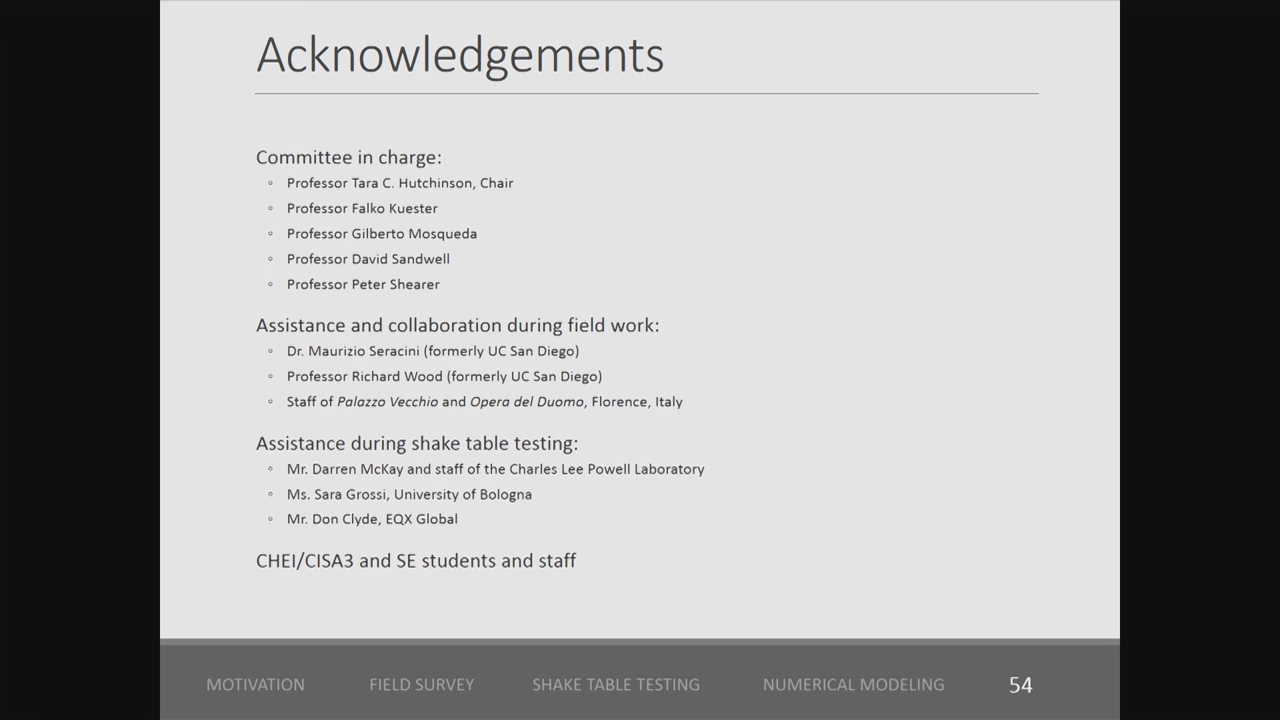 Acknowledgements
Committee in charge:
◦ Professor Tara C. Hutchinson, Chair
◦ Professor Falko Kuester
◦ Professor Gilberto Mosqueda
◦ Professor David Sandwell
◦ Professor Peter Shearer
Assistance and collaboration during field work:
◦ Dr. Maurizio Seracini (formerly UC San Diego)
◦ Professor Richard Wood (formerly UC San Diego)
◦ Staff of Palazzo Vecchio and Opera del Duomo, Florence, Italy
Assistance during shake table testing:
◦ Mr. Darren McKay and staff of the Charles Lee Powell Laboratory
◦ Ms. Sara Grossi, University of Bologna
◦ Mr. Don Clyde, EQX Global
CHEI/CISA3 and SE students and staff
MOTIVATION FIELD SURVEY SHAKE TABLE TESTING NUMERICAL MODELING 54